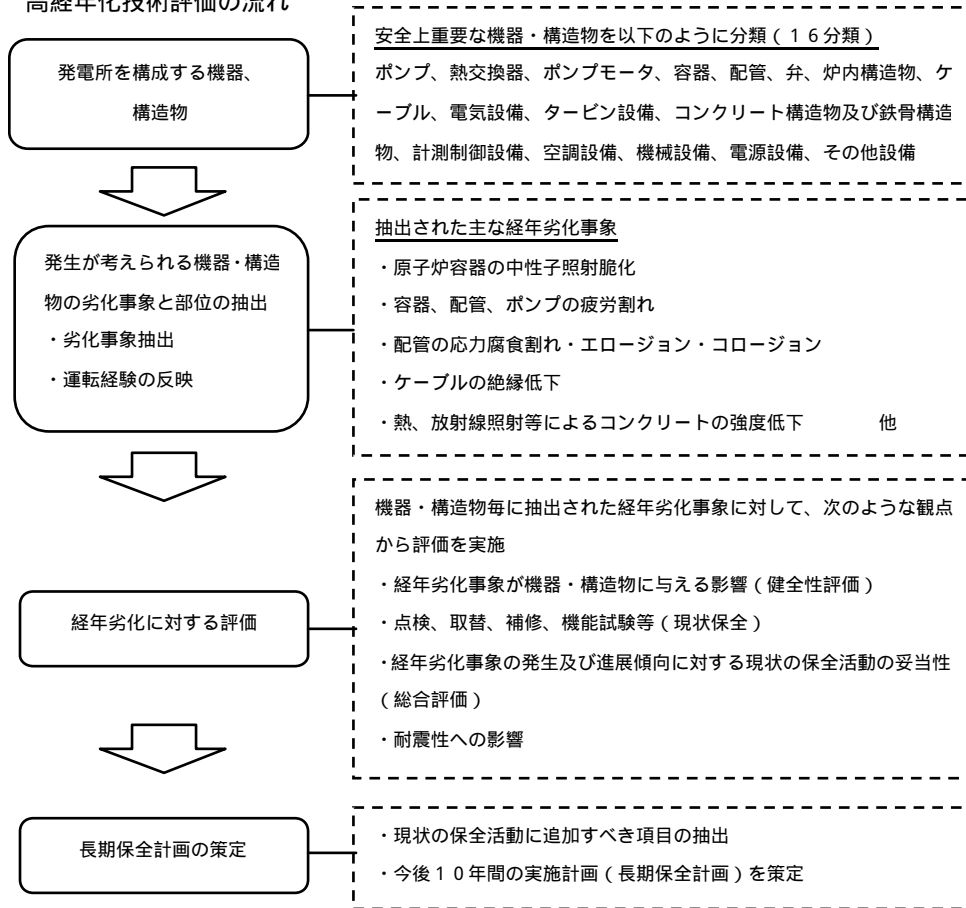 高経年化技術評価の流れ
発電所を構成する機器、
構造物
安全上重要な機器・構造物を以下のように分類（１６分類）
ポンプ、熱交換器、ポンプモータ、容器、配管、弁、炉内構造物、ケ
ーブル、電気設備、タービン設備、コンクリート構造物及び鉄骨構造
物、計測制御設備、空調設備、機械設備、電源設備、その他設備
発生が考えられる機器・構造
物の劣化事象と部位の抽出
・劣化事象抽出
・運転経験の反映
抽出された主な経年劣化事象
・原子炉容器の中性子照射脆化
・容器、配管、ポンプの疲労割れ
・配管の応力腐食割れ・エロージョン・コロージョン
・ケーブルの絶縁低下
・熱、放射線照射等によるコンクリートの強度低下　　　　他
経年劣化に対する評価
機器・構造物毎に抽出された経年劣化事象に対して、次のような観点
から評価を実施
・経年劣化事象が機器・構造物に与える影響（健全性評価）
・点検、取替、補修、機能試験等（現状保全）
・経年劣化事象の発生及び進展傾向に対する現状の保全活動の妥当性
（総合評価）
・耐震性への影響
長期保全計画の策定
・現状の保全活動に追加すべき項目の抽出
・今後１０年間の実施計画（長期保全計画）を策定